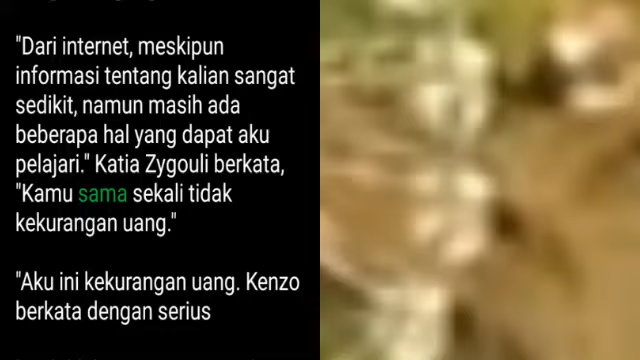 "Dari internet, meskipun
informasi tentang kalian sangat
sedikit, namun masih ada
beberapa hal yang dapat aku
pelajari." Katia Zygouli berkata,
"Kamu sama sekali tidak
kekurangan uang."
"Aku ini kekurangan uang. Kenzo
berkata dengan serius